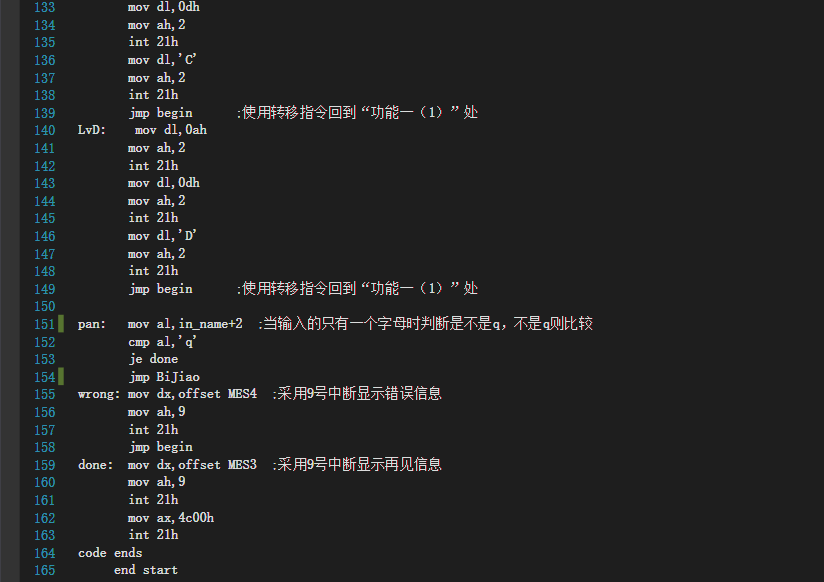 133 mov dl,0dh
134 mov ah,2
135 int 21h
136 mov dl,'C'
137 mov ah,2
138 int 21h
139 jmp begin ;使用转移指令回到“功能一（1）”处
140 LvD: mov dl,0ah
141 mov ah,2
142 int 21h
143 mov dl,0dh
144 mov ah,2
145 int 21h
146 mov dl,'D'
147 mov ah,2
148 int 21h
149 jmp begin ;使用转移指令回到“功能一（1）”处
150
151 pan: mov al,in_name+2 ;当输入的只有一个字母时判断是不是q，不是q则比较
152 cmp al,'q'
153 je done
154 jmp BiJiao
155 wrong: mov dx,offset MES4 ;采用9号中断显示错误信息
156 mov ah,9
157 int 21h
158 jmp begin
159 done: mov dx,offset MES3 ;采用9号中断显示再见信息
160 mov ah,9
161 int 21h
162 mov ax,4c00h
163 int 21h
164 code ends
165 end start